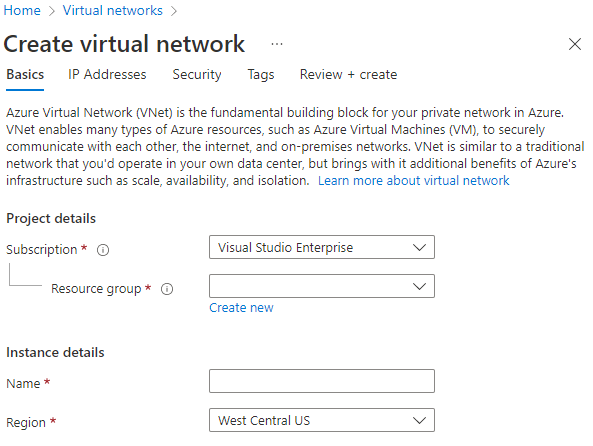 Home > Virtual networks >
Create virtual network ...
Basics IP Addresses Security Tags Review + create
Azure Virtual Network (VNet) is the fundamental building block for your private network in Azure.
VNet enables many types of Azure resources, such as Azure Virtual Machines (VM), to securely
communicate with each other, the internet, and on-premises networks. VNet is similar to a traditional
network that you'd operate in your own data center, but brings with it additional benefits of Azure's
infrastructure such as scale, availability, and isolation. Learn more about virtual network
Project details
Subscription * Visual Studio Enterprise
Resource group *
Create new
Instance details
Name *
Region * West Central US